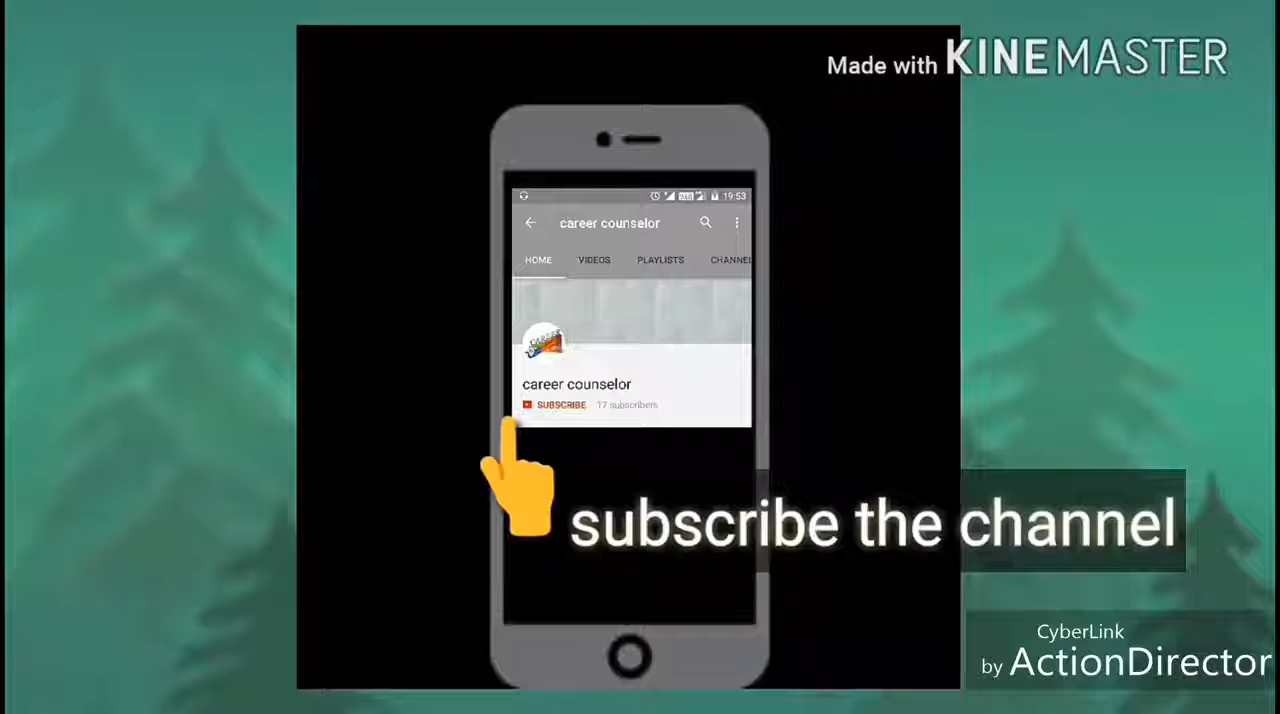 Made with KINEMASTER
19:53
career counselor
HOME VIDEOS PLAYLISTS CHANNEL
CAREER
career counselor
SUBSCRIBE 17 subscribers
subscribe the channel
CyberLink
by ActionDirector